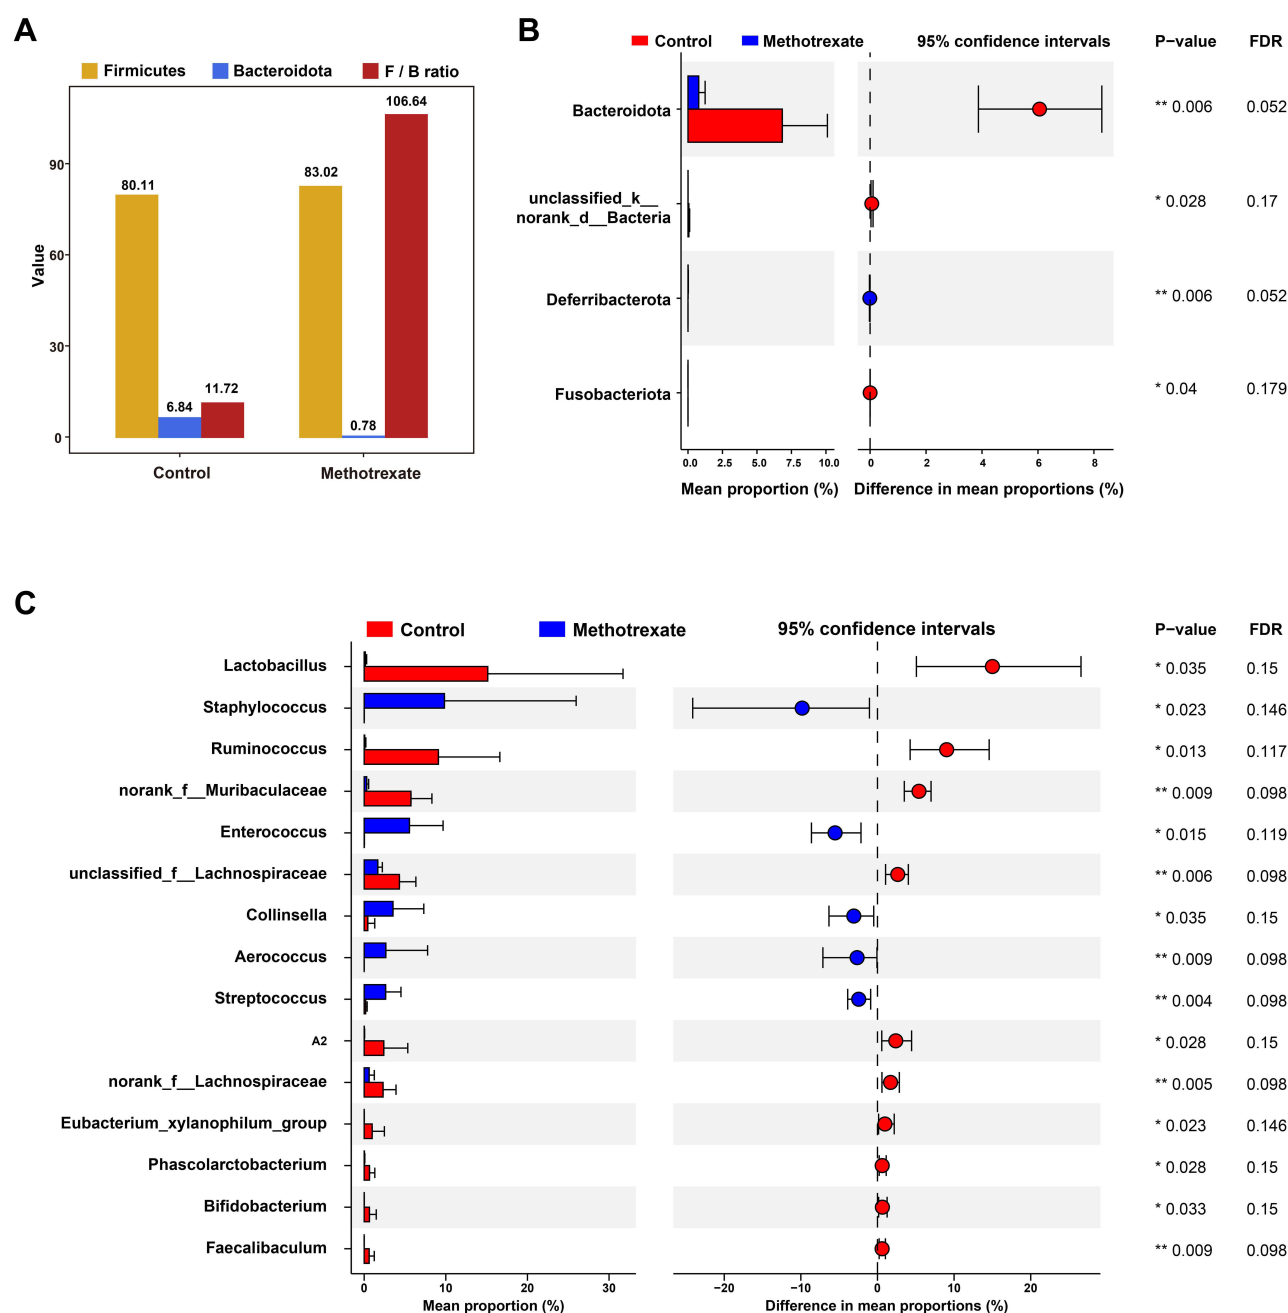 A
Firmicutes Bacteroidota F / B ratio
106.64
90
80.11
83.02
60
Value
30
11.72
6.84
0.78
0
Control Methotrexate
B
Control Methotrexate 95% confidence intervals P−value FDR
Bacteroidota ** 0.006 0.052
unclassified_k__
norank_d__Bacteria * 0.028 0.17
Deferribacterota ** 0.006 0.052
Fusobacteriota * 0.04 0.179
0.0 2.5 5.0 7.5 10.0 0 2 4 6 8
Mean proportion (%) Difference in mean proportions (%)
C
Control Methotrexate 95% confidence intervals P−value FDR
Lactobacillus * 0.035 0.15
Staphylococcus * 0.023 0.146
Ruminococcus * 0.013 0.117
norank_f__Muribaculaceae ** 0.009 0.098
Enterococcus * 0.015 0.119
unclassified_f__Lachnospiraceae ** 0.006 0.098
Collinsella * 0.035 0.15
Aerococcus ** 0.009 0.098
Streptococcus ** 0.004 0.098
A2 * 0.028 0.15
norank_f__Lachnospiraceae ** 0.005 0.098
Eubacterium_xylanophilum_group * 0.023 0.146
Phascolarctobacterium * 0.028 0.15
Bifidobacterium * 0.033 0.15
Faecalibaculum ** 0.009 0.098
0 10 20 30 −20 −10 0 10 20
Mean proportion (%) Difference in mean proportions (%)